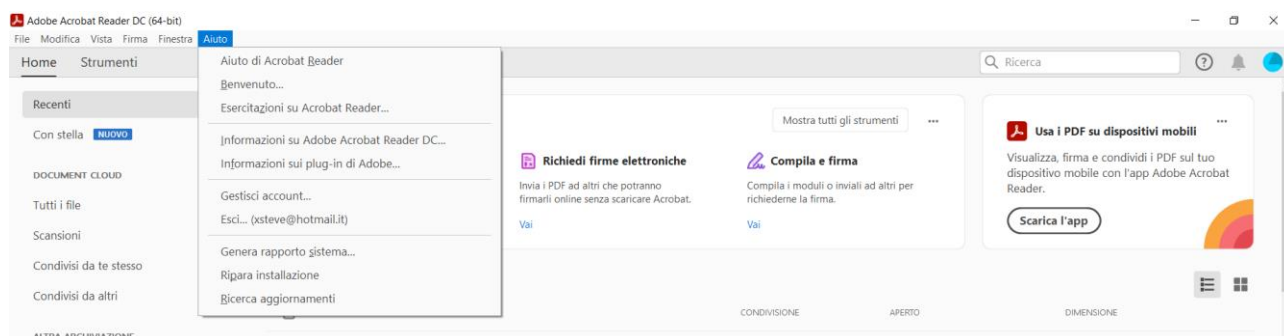 Adobe Acrobat Reader DC (64-bit)
File Modifica Vista Firma Finestra Aiuto
Home Strumenti
Ricerca
Aiuto di Acrobat Reader
Benvenuto...
Esercitazioni su Acrobat Reader...
Informazioni su Adobe Acrobat Reader DC...
Informazioni sui plug-in di Adobe...
Gestisci account...
Esci... (xsteve@hotmail.it)
Genera rapporto sistema...
Ripara installazione
Ricerca aggiornamenti
Recenti
Con stella NUOVO
DOCUMENT CLOUD
Tutti i file
Scansioni
Condivisi da te stesso
Condivisi da altri
ALTRA ARCHIVIAZIONE
Mostra tutti gli strumenti
Richiedi firme elettroniche
Invia i PDF ad altri che potranno
firmarli online senza scaricare Acrobat.
Vai
Compila e firma
Compila i moduli o inviali ad altri per
richiederne la firma.
Vai
Usa i PDF su dispositivi mobili
Visualizza, firma e condividi i PDF sul tuo
dispositivo mobile con l'app Adobe Acrobat
Reader.
Scarica l'app
CONDIVISIONE APERTO DIMENSIONE